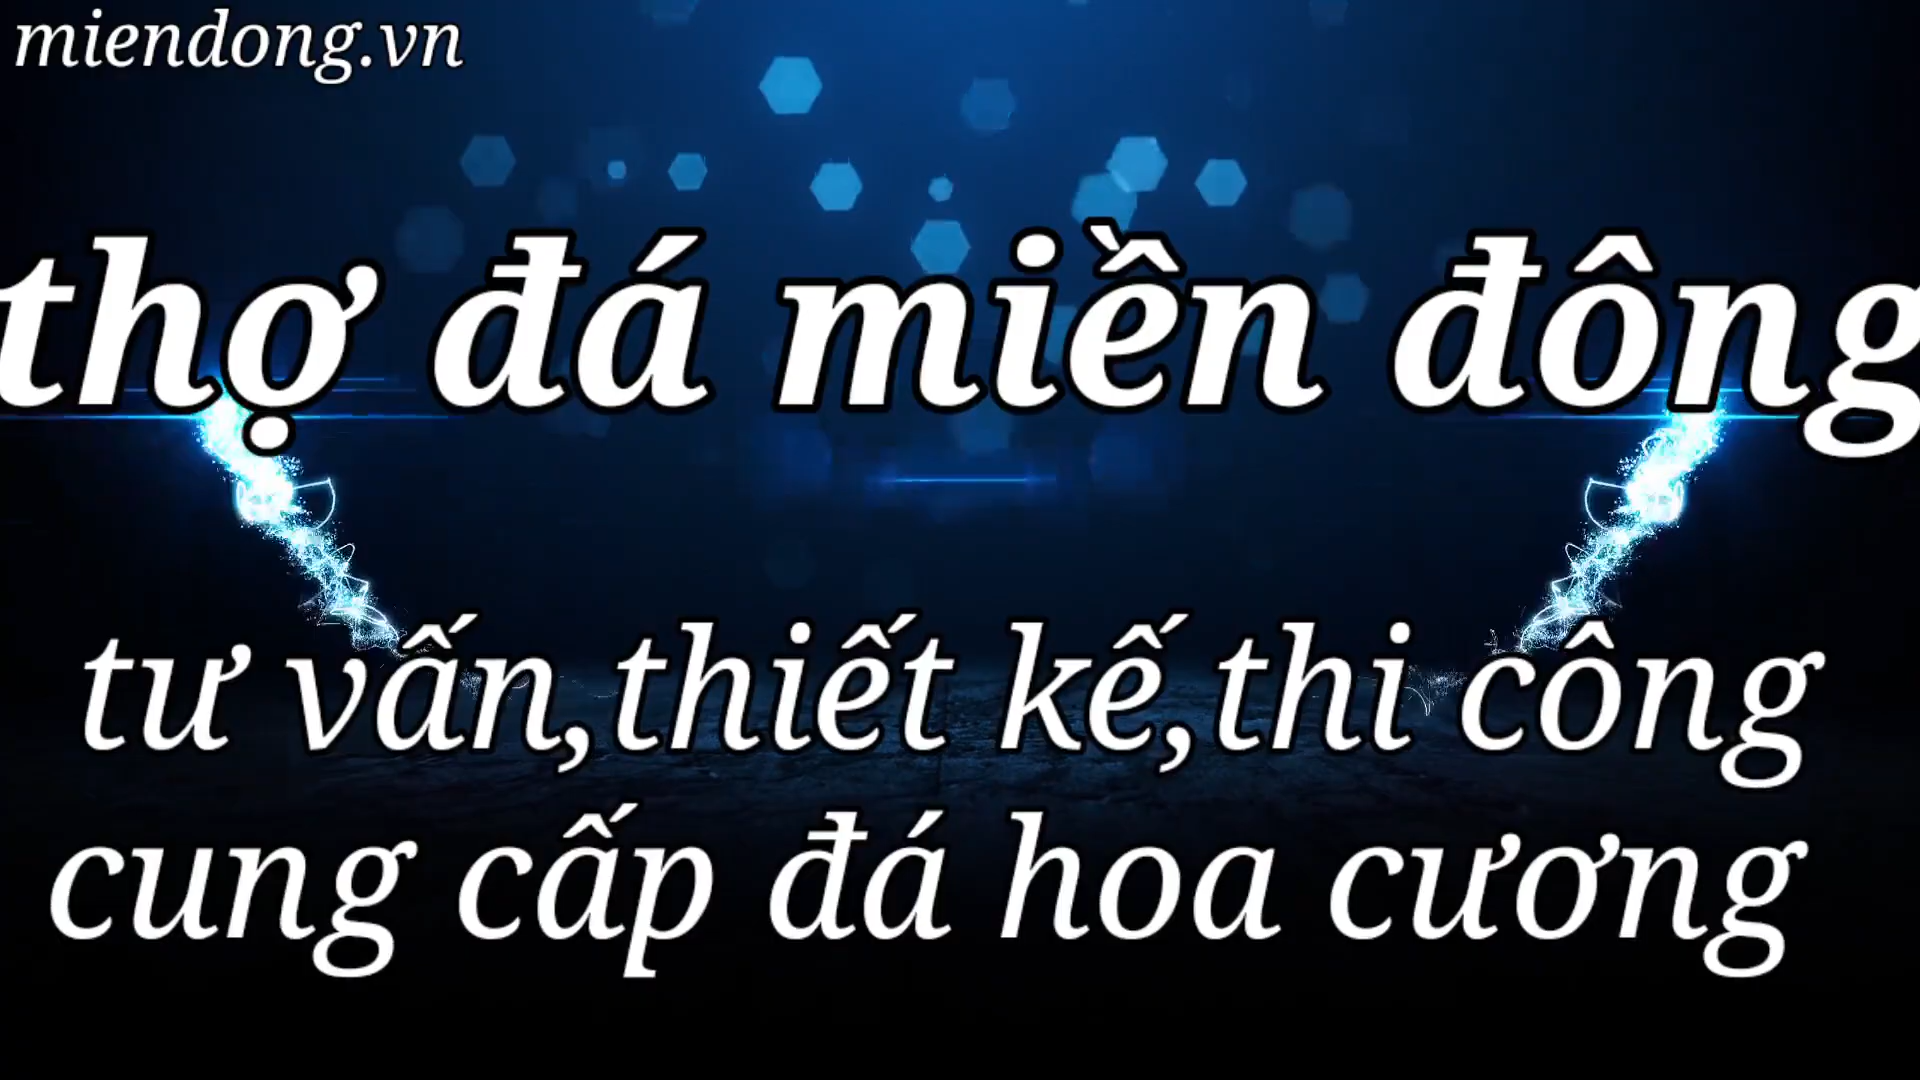 miendong.vn
thợ đá miền đông
tư vấn,thiết kế,thi công
cung cấp đá hoa cương